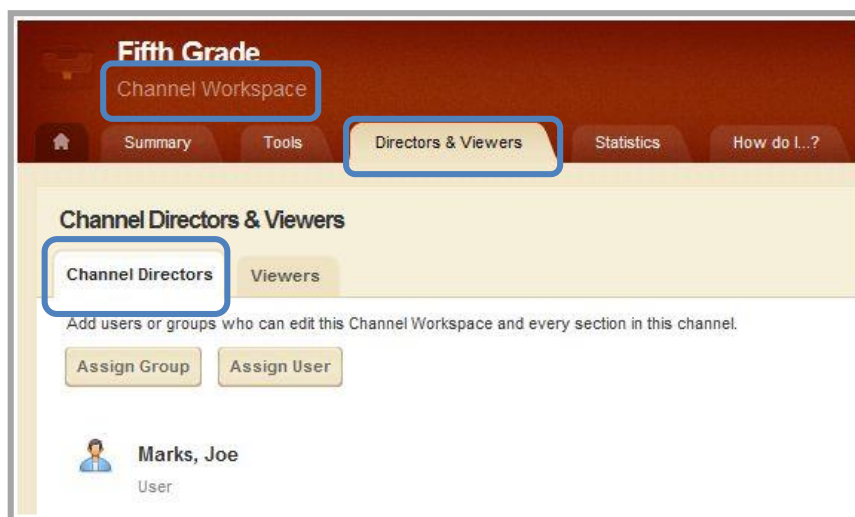 Fifth Grade
Channel Workspace
Summary Tools Directors & Viewers Statistics How do I...?
Channel Directors & Viewers
Channel Directors Viewers
Add users or groups who can edit this Channel Workspace and every section in this channel.
Assign Group Assign User
Marks, Joe
User